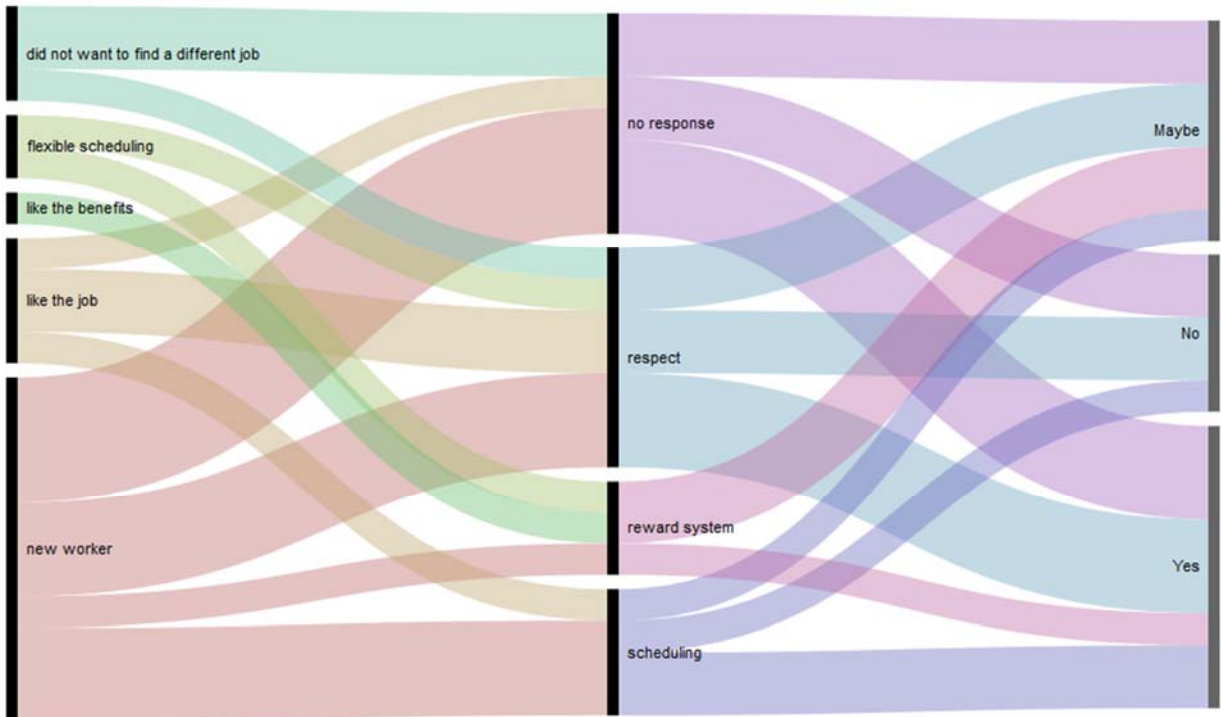 did not want to find a different job
flexible scheduling
like the benefits
like the job
new worker
no response
respect
reward system
scheduling
Maybe
No
Yes